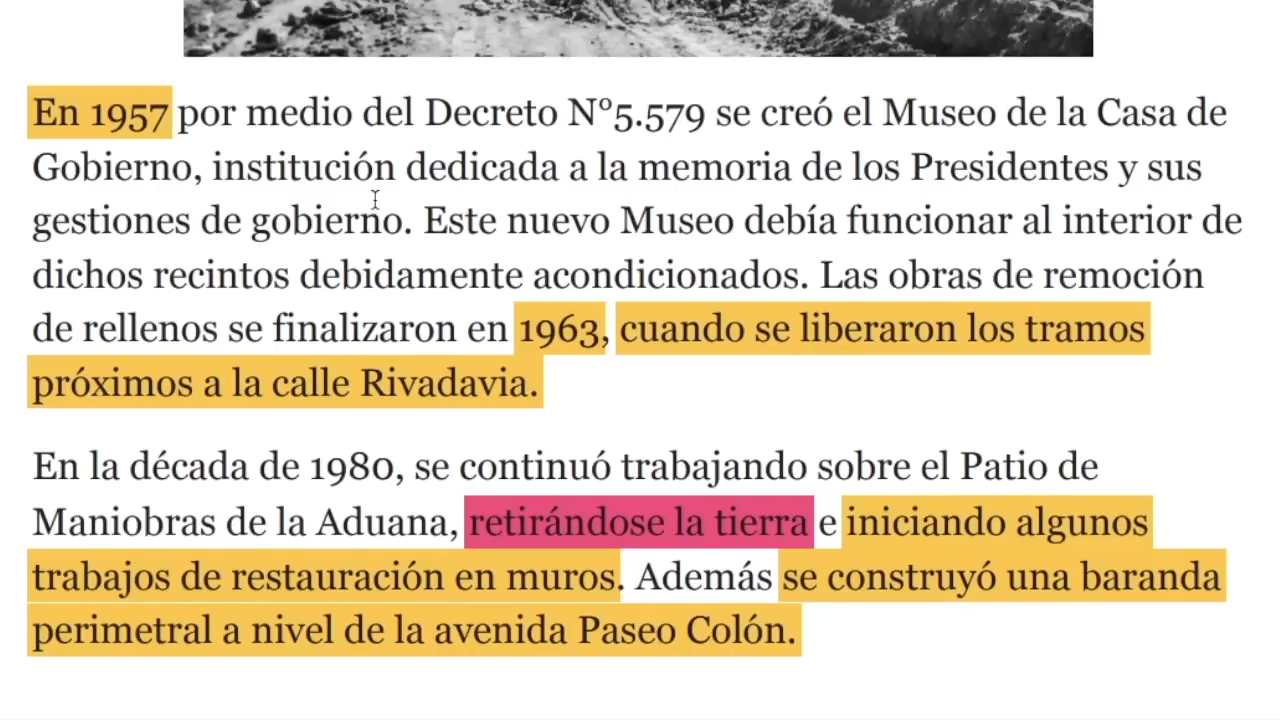 En 1957 por medio del Decreto N°5.579 se creó el Museo de la Casa de
Gobierno, institución dedicada a la memoria de los Presidentes y sus
gestiones de gobierno. Este nuevo Museo debía funcionar al interior de
dichos recintos debidamente acondicionados. Las obras de remoción
de rellenos se finalizaron en 1963, cuando se liberaron los tramos
próximos a la calle Rivadavia.
En la década de 1980, se continuó trabajando sobre el Patio de
Maniobras de la Aduana, retirándose la tierra e iniciando algunos
trabajos de restauración en muros. Además se construyó una baranda
perimetral a nivel de la avenida Paseo Colón.